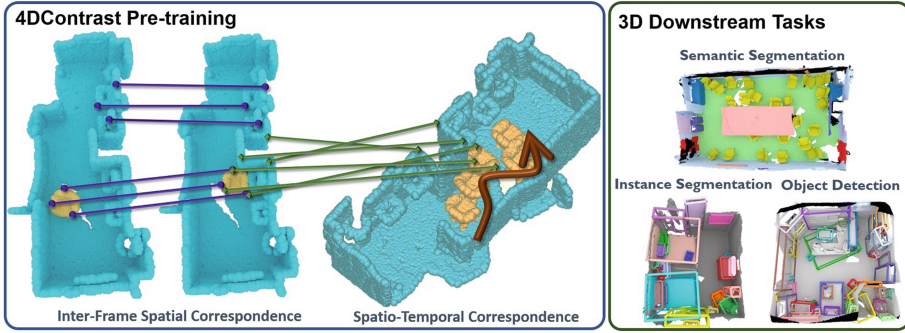 4DContrast Pre-training
Inter-Frame Spatial Correspondence
Spatio-Temporal Correspondence
3D Downstream Tasks
Semantic Segmentation
Instance Segmentation
Object Detection